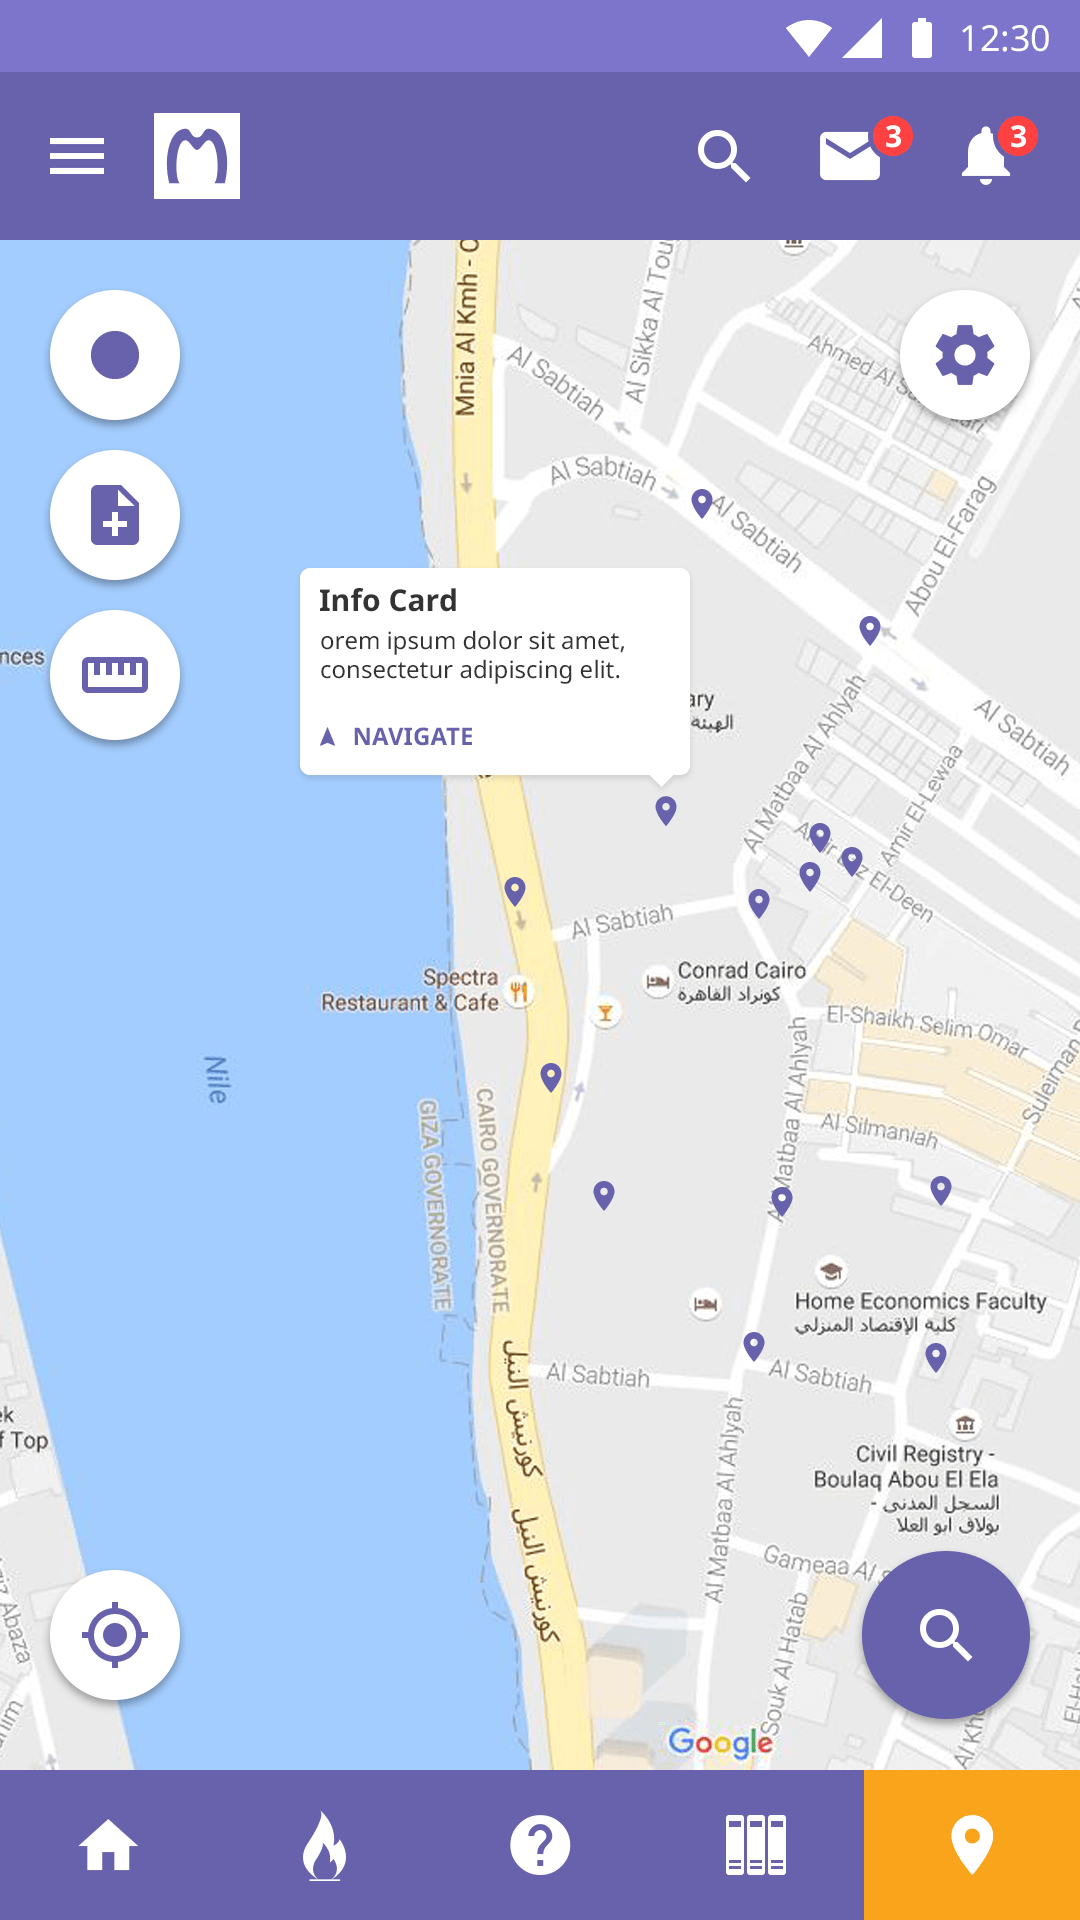 12:30
3
3
Mnia Al Kmh - C
Al Sikka Al Tou
Al Sabtiah
Ahmed Al S
Al Sabtiah
Al Sabtiah
Abou El-Farag
Info Card
orem ipsum dolor sit amet,
consectetur adipiscing elit.
NAVIGATE
nces
ary
الهيئة
Al Sabtiah
Al Matbaa Al Ahlyah
Amir El-Lewaa
El-Deen
Al Sabtiah
Spectra
Restaurant & Cafe
Conrad Cairo
كونراد القاهرة
El-Shaikh Selim Omar
Suleiman
Nile
GIZA GOVERNORATE
CAIRO GOVERNORATE
Al Matbaa Al Ahlyah
Al Silmaniah
Home Economics Faculty
كلية الإقتصاد المنزلي
كورنيش النيل
Al Sabtiah
Al Sabtiah
ek
f Top
Al Matbaa Al Ahlyah
Civil Registry -
Boulaq Abou El Ela
السجل المدنى -
بولاق ابو العلا
كورنيش النيل
Gameaa Al
Souk Al Hatab
ziz Abaza
him
El-Ha
Al Kh
Google